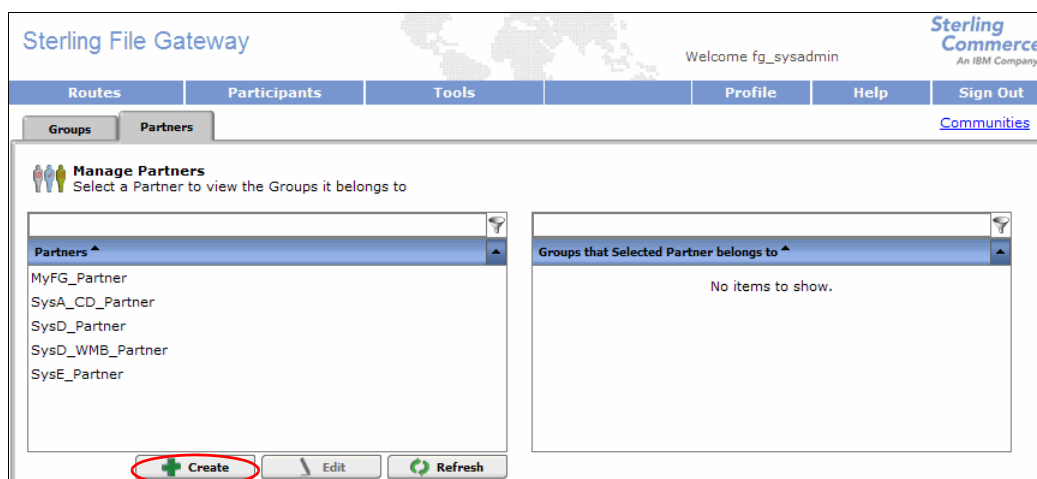 Sterling File Gateway
Welcome fg_sysadmin
Sterling
Commerce
An IBM Company
Routes Participants Tools Profile Help Sign Out
Groups Partners Communities
Manage Partners
Select a Partner to view the Groups it belongs to
Partners
MyFG_Partner
SysA_CD_Partner
SysD_Partner
SysD_WMB_Partner
SysE_Partner
Groups that Selected Partner belongs to
No items to show.
Create Edit Refresh